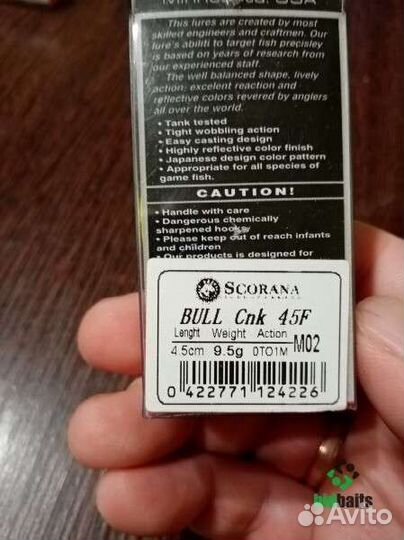 This lures are created by most
skilled engineers and craftmen. Our
lure's ability to target fish precisley
is based on years of research from
our experienced staff.
The well balanced shape, lively
action; excellent reaction and
reflective colors revered by anglers
all over the world.
• Tank tested
• Tight wobbling action
• Easy casting design
• Highly reflective color finish
• Japanese design color pattern
• Appropriate for all species of
game fish.
CAUTION!
• Handle with care
• Dangerous chemically
sharpened hooks
• Please keep out of reach infants
and children
• Our products is designed for
SCORANA
BULL Cnk 45F
Lenght Weight Action
4.5cm 9.5g 0TO1M M02
0 422771 124226
baits
Avito